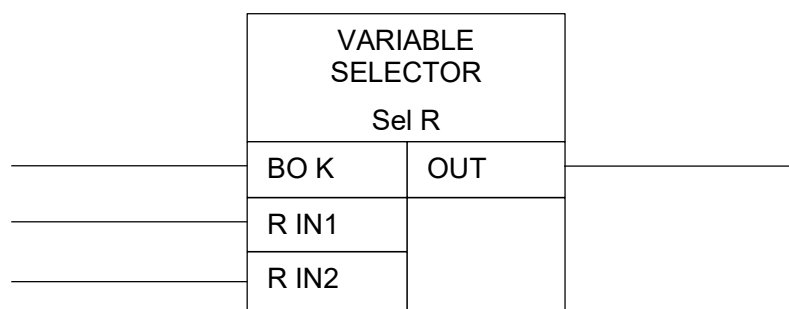 VARIABLE
SELECTOR
Sel R
BO K
OUT
R IN1
R IN2